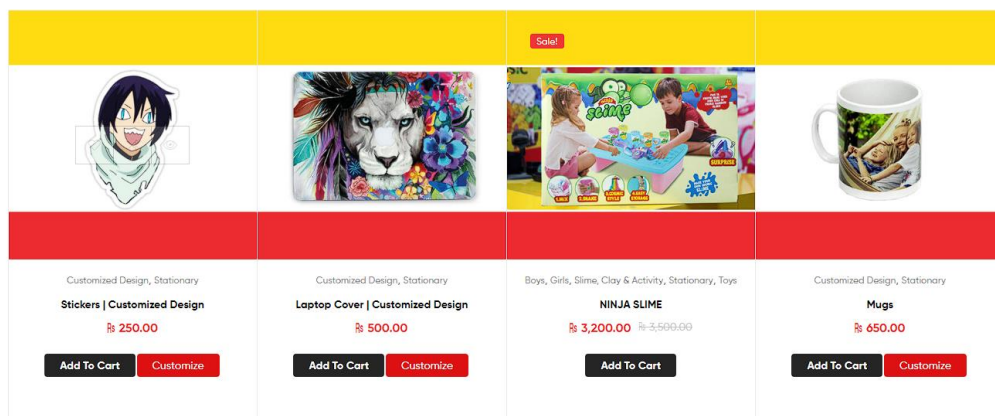 Sale!
slime
SURPRISE
Customized Design, Stationary
Stickers | Customized Design
₨ 250.00
Add To Cart
Customize
Customized Design, Stationary
Laptop Cover | Customized Design
₨ 500.00
Add To Cart
Customize
Boys, Girls, Slime, Clay & Activity, Stationary, Toys
NINJA SLIME
₨ 3,200.00 ₨ 3,500.00
Add To Cart
Customized Design, Stationary
Mugs
₨ 650.00
Add To Cart
Customize